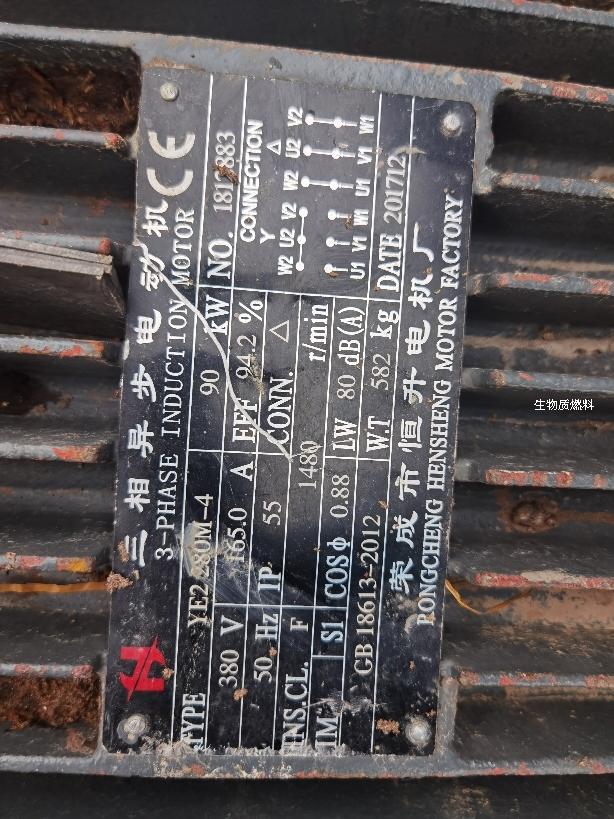 三相异步电动机
3-PHASE INDUCTION MOTOR
CE
TYPE YE2-280M-4 90 kW NO.
380 V 165.0 A EFF 94.2 % CONNECTION
50 Hz IP 55 CONN. △ Y △
INS.CL. F 1480 r/min
W2 U2 V2 W2 U2 V2
U1 V1 W1 U1 V1 W1
IM S1 COSφ 0.88 LW 80 dB(A)
GB 18613-2012 WT 582 kg DATE 201712
荣成市恒升电机厂
RONGCHENG HENSHENG MOTOR FACTORY
生物质燃料